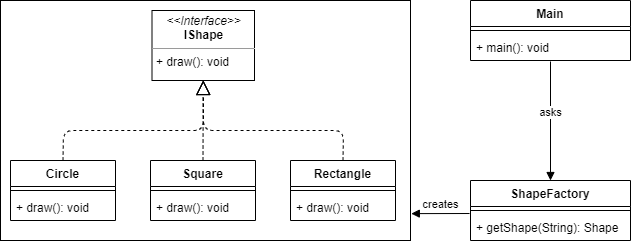 <<Interface>>
IShape
+ draw(): void
Circle
+ draw(): void
Square
+ draw(): void
Rectangle
+ draw(): void
Main
+ main(): void
asks
ShapeFactory
+ getShape(String): Shape
creates